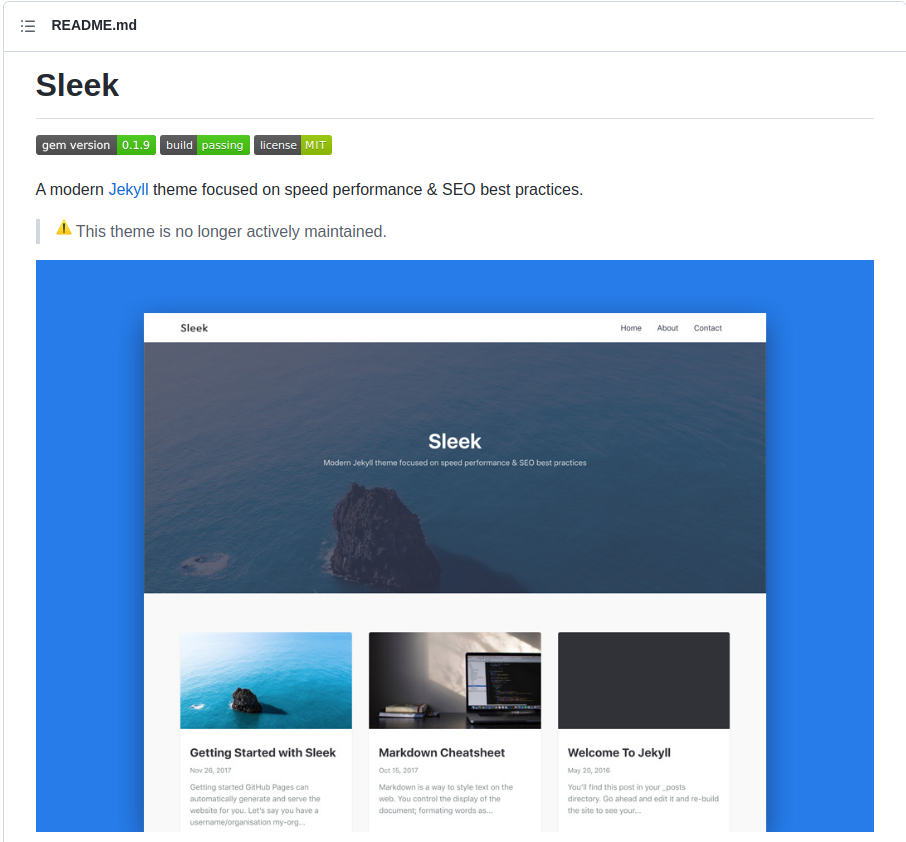 README.md
Sleek
gem version 0.1.9 build passing license MIT
A modern Jekyll theme focused on speed performance & SEO best practices.
⚠️ This theme is no longer actively maintained.
Sleek Home About Contact
Sleek
Modern Jekyll theme focused on speed performance & SEO best practices
Getting Started with Sleek
Nov 26, 2017
Getting started GitHub Pages can
automatically generate and serve the
website for you. Let's say you have a
username/organisation my-org...
Markdown Cheatsheet
Oct 15, 2017
Markdown is a way to style text on the
web. You control the display of the
document; formating words as...
Welcome To Jekyll
May 20, 2016
You'll find this post in your _posts
directory. Go ahead and edit it and re-build
the site to see your...